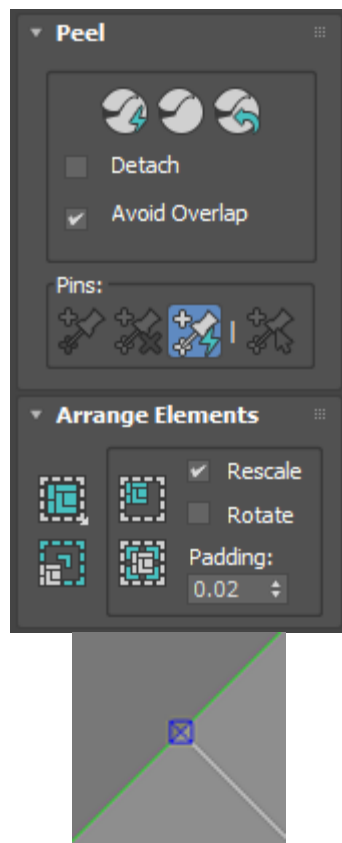 Peel
Detach
Avoid Overlap
Pins:
Arrange Elements
Rescale
Rotate
Padding:
0.02